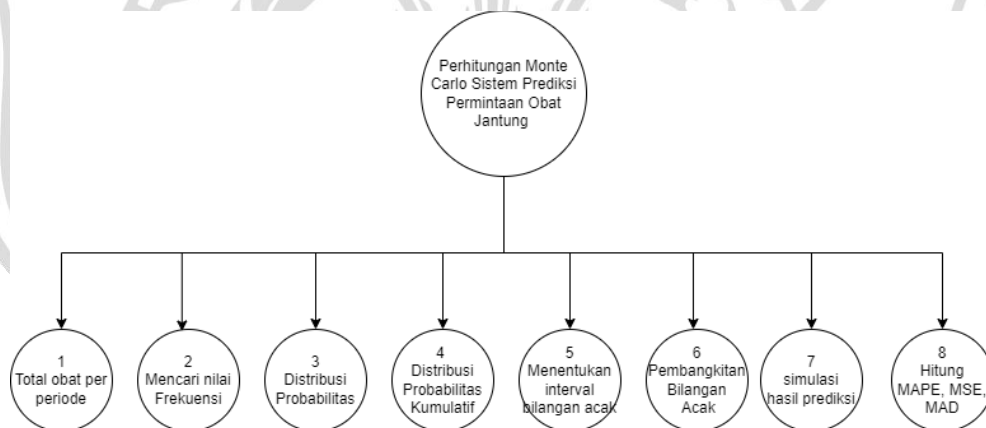 Perhitungan Monte
Carlo Sistem Prediksi
Permintaan Obat
Jantung
1
Total obat per
periode
2
Mencari nilai
Frekuensi
3
Distribusi
Probabilitas
4
Distribusi
Probabilitas
Kumulatif
5
Menentukan
interval
bilangan acak
6
Pembangkitan
Bilangan
Acak
7
simulasi
hasil prediksi
8
Hitung
MAPE, MSE,
MAD